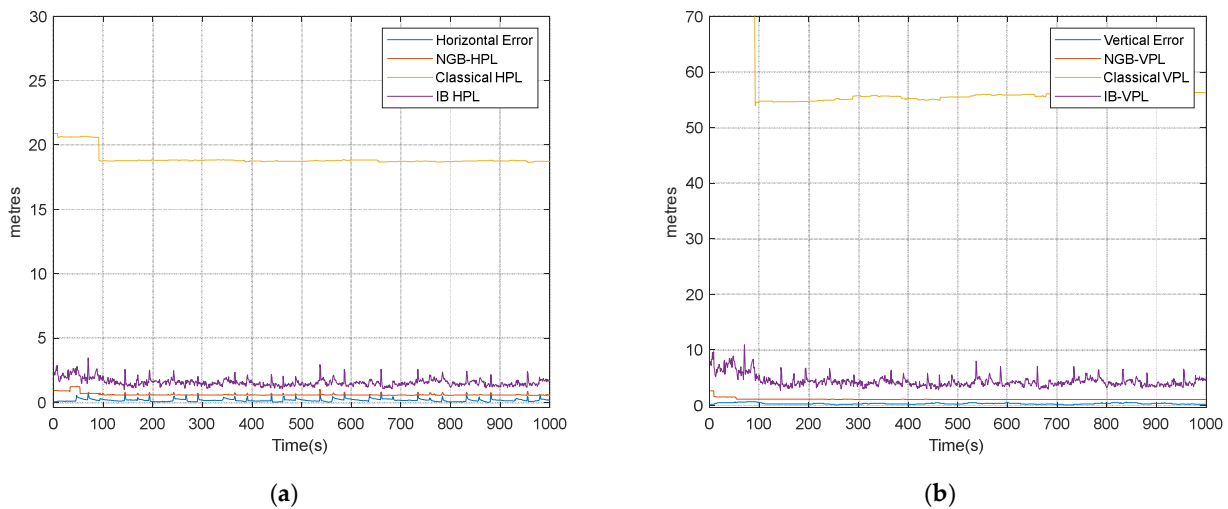 30
25
20
15
10
5
0
metres
0 100 200 300 400 500 600 700 800 900 1000
Time(s)
Horizontal Error
NGB-HPL
Classical HPL
IB HPL
(a)
70
60
50
40
30
20
10
0
metres
0 100 200 300 400 500 600 700 800 900 1000
Time(s)
Vertical Error
NGB-VPL
Classical VPL
IB-VPL
(b)